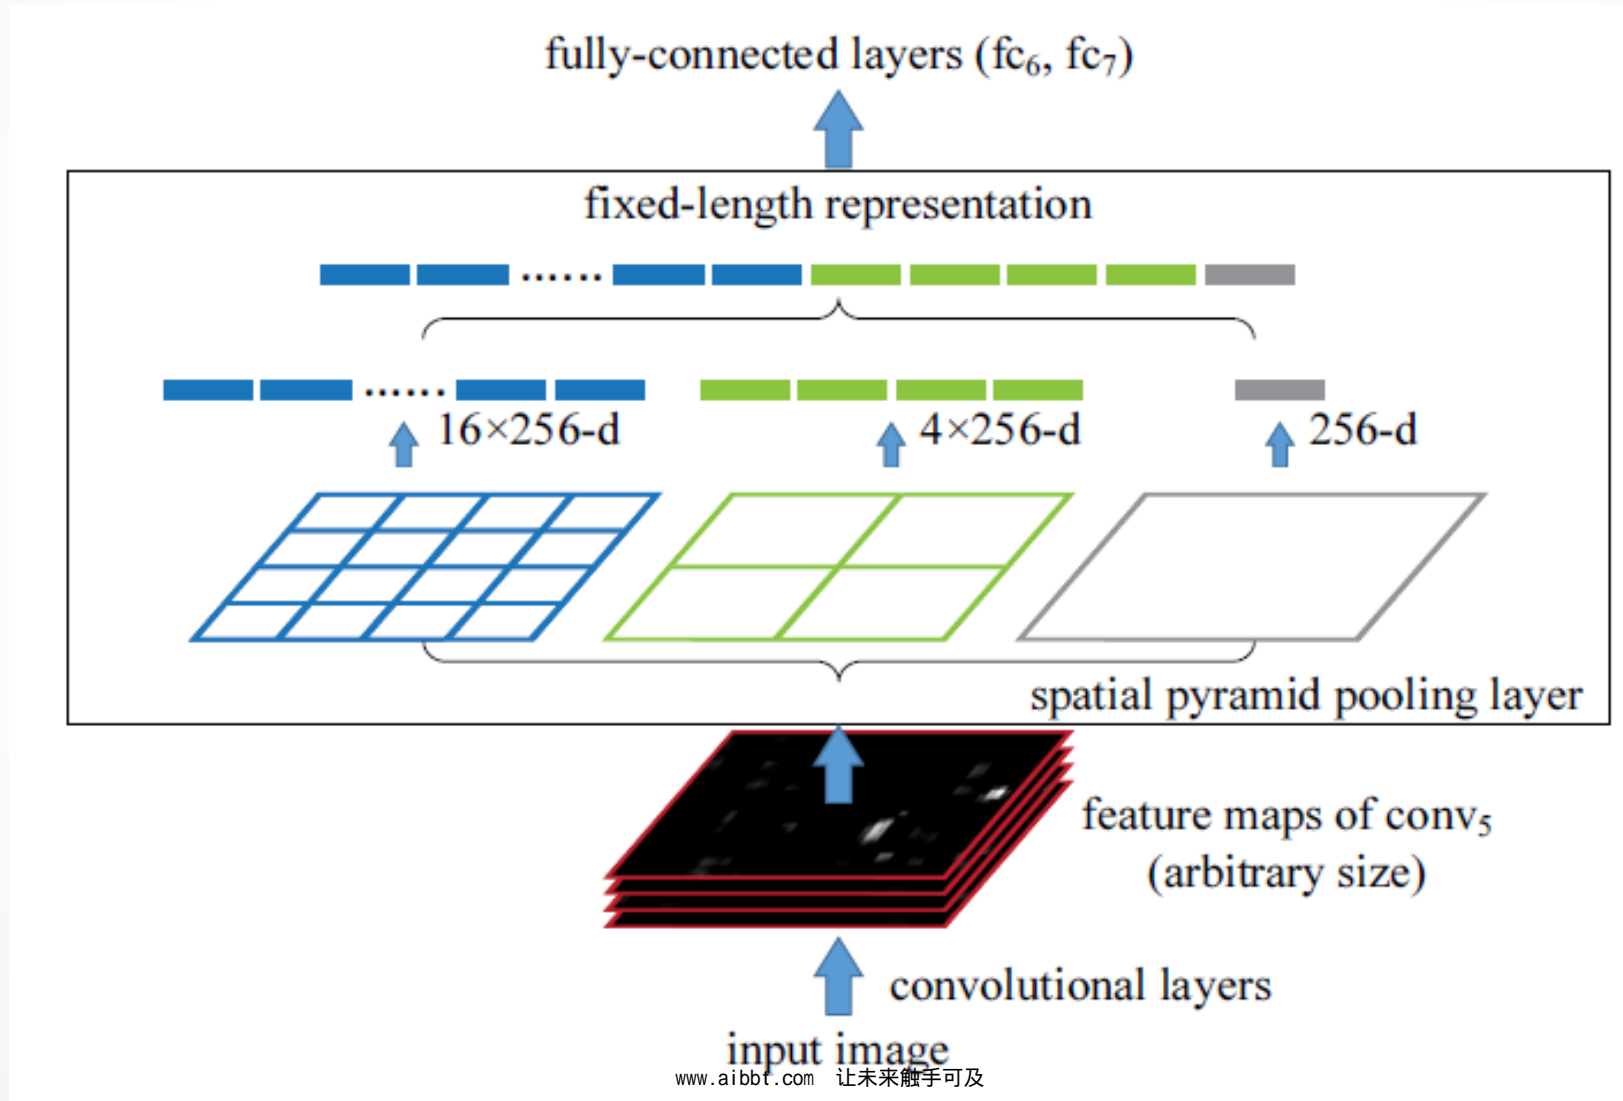 fully-connected layers (fc₆, fc₇)
fixed-length representation
......
......
16×256-d
4×256-d
256-d
spatial pyramid pooling layer
feature maps of conv₅
(arbitrary size)
convolutional layers
input image
www.aibbt.com 让未来触手可及